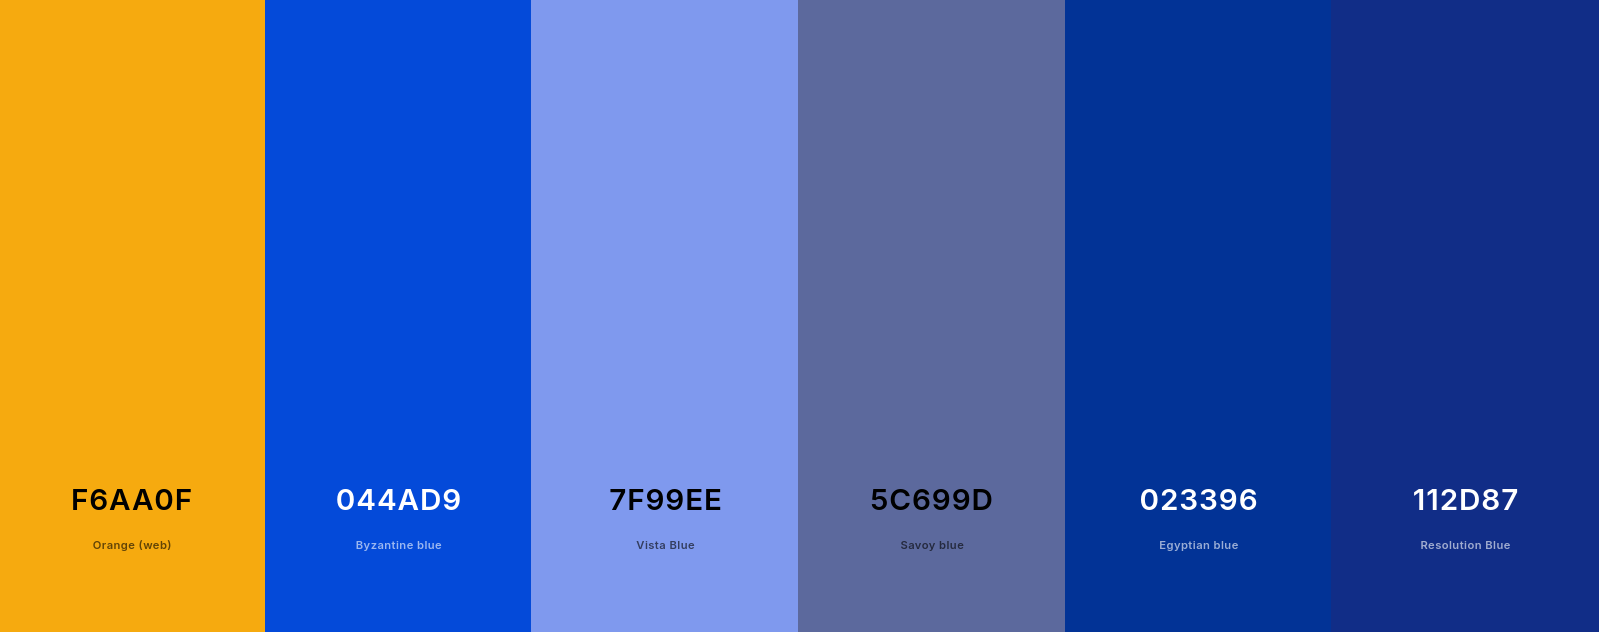 F6AA0F
Orange (web)
044AD9
Byzantine blue
7F99EE
Vista Blue
5C699D
Savoy blue
023396
Egyptian blue
112D87
Resolution Blue